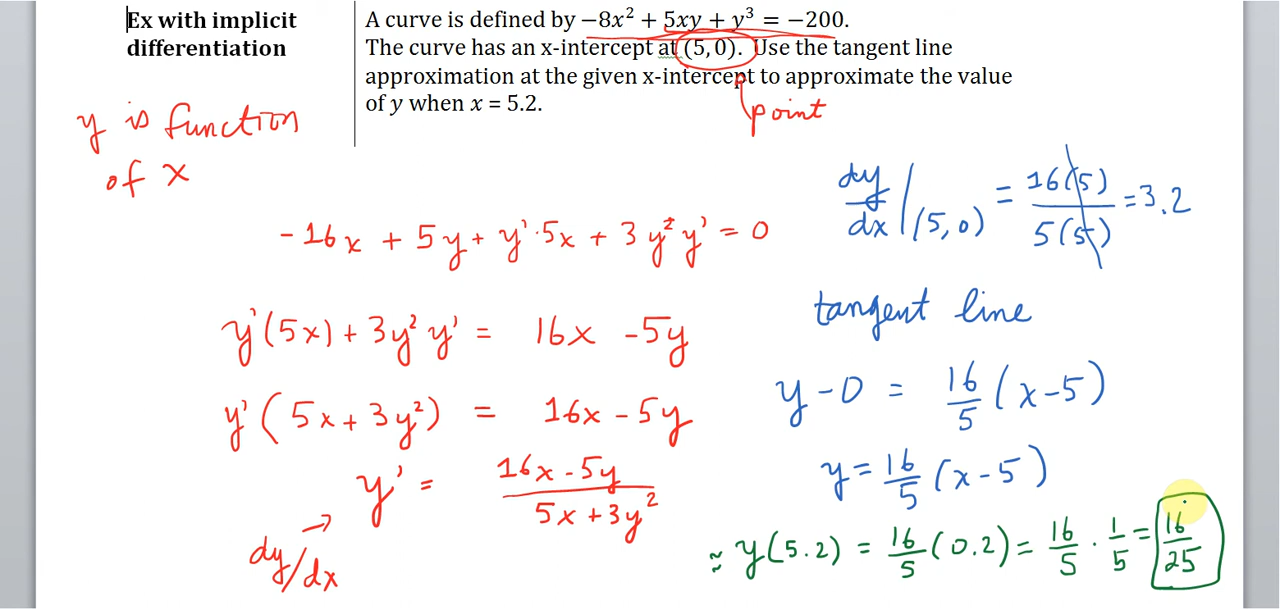 Ex with implicit
differentiation
A curve is defined by −8x² + 5xy + y³ = −200.
The curve has an x-intercept at (5,0). Use the tangent line
approximation at the given x-intercept to approximate the value
of y when x = 5.2.
point
y is function
of x
-16x + 5y + y'·5x + 3y² y' = 0
y'(5x) + 3y² y' = 16x - 5y
y'(5x + 3y²) = 16x - 5y
y' = (16x - 5y)/(5x + 3y²)
→
dy/dx
dy/dx|(5,0) = 16(5)/5(5) = 3.2
tangent line
y - 0 = 16/5 (x - 5)
y = 16/5 (x - 5)
≈ y(5.2) = 16/5 (0.2) = 16/5 · 1/5 = 16/25